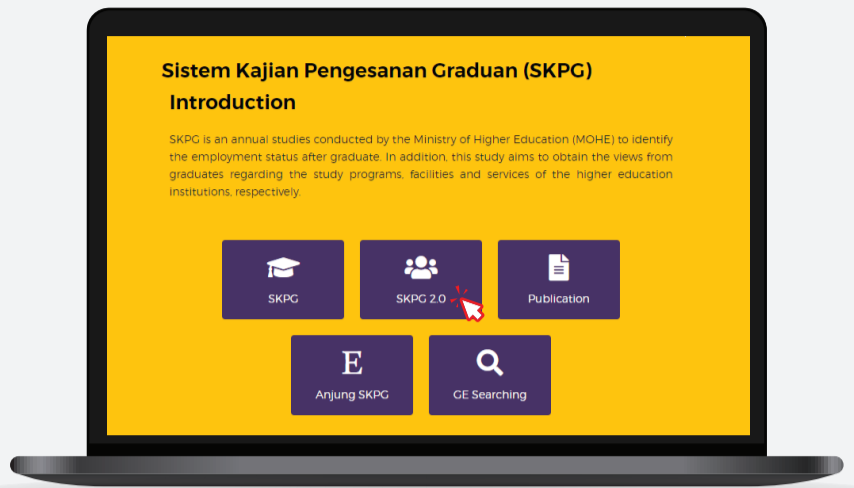 Sistem Kajian Pengesanan Graduan (SKPG)
Introduction
SKPG is an annual studies conducted by the Ministry of Higher Education (MOHE) to identify
the employment status after graduate. In addition, this study aims to obtain the views from
graduates regarding the study programs, facilities and services of the higher education
institutions, respectively.
SKPG
SKPG 2.0
Publication
E
Anjung SKPG
GE Searching